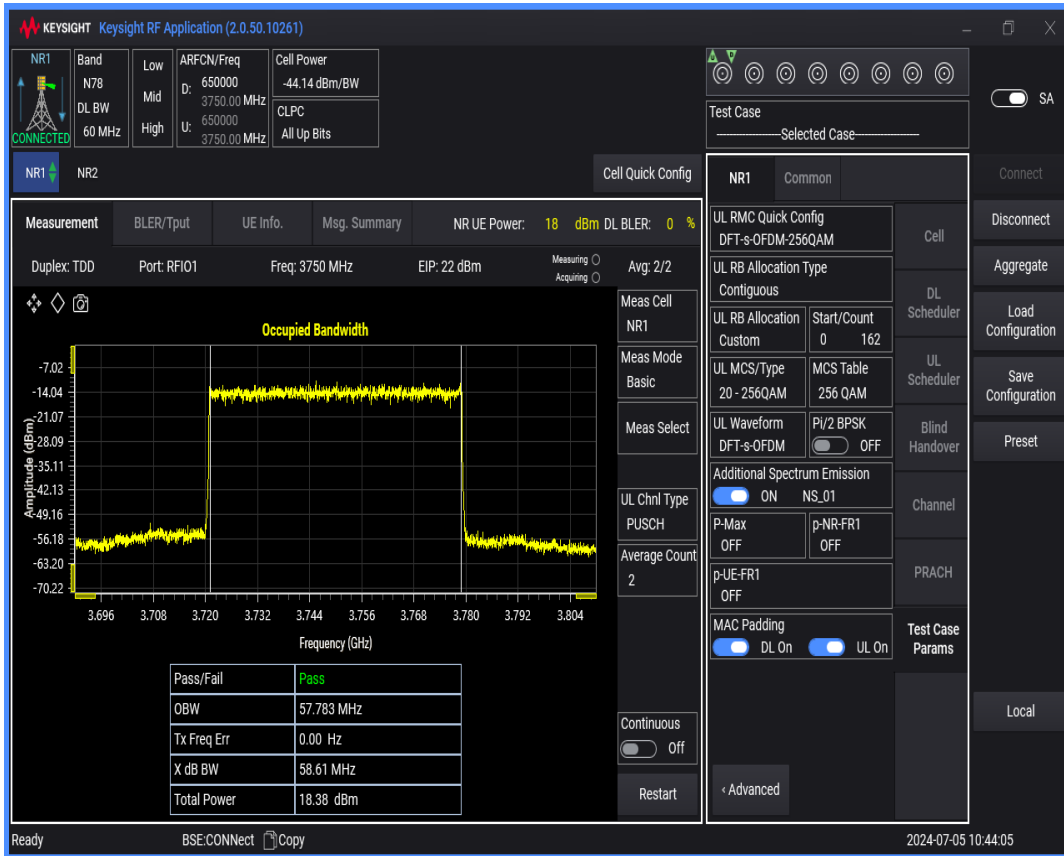 KEYSIGHT Keysight RF Application (2.0.50.10261)
NR1
CONNECTED
Band
N78
DL BW
60 MHz
Low
Mid
High
ARFCN/Freq
D: 650000
3750.00 MHz
U: 650000
3750.00 MHz
Cell Power
-44.14 dBm/BW
CLPC
All Up Bits
Test Case
--------------------Selected Case--------------------
SA
NR1
NR2
Cell Quick Config
NR1
Common
Connect
Disconnect
Aggregate
Load
Configuration
Save
Configuration
Preset
Local
Measurement
BLER/Tput
UE Info.
Msg. Summary
NR UE Power: 18 dBm DL BLER: 0 %
Duplex: TDD
Port: RFIO1
Freq: 3750 MHz
EIP: 22 dBm
Measuring
Acquiring
Avg: 2/2
Occupied Bandwidth
Amplitude (dBm)
-7.02
-14.04
-21.07
-28.09
-35.11
-42.13
-49.16
-56.18
-63.20
-70.22
3.696 3.708 3.720 3.732 3.744 3.756 3.768 3.780 3.792 3.804
Frequency (GHz)
Pass/Fail Pass
OBW 57.783 MHz
Tx Freq Err 0.00 Hz
X dB BW 58.61 MHz
Total Power 18.38 dBm
Meas Cell
NR1
Meas Mode
Basic
Meas Select
UL Chnl Type
PUSCH
Average Count
2
Continuous
Off
Restart
UL RMC Quick Config
DFT-s-OFDM-256QAM
UL RB Allocation Type
Contiguous
UL RB Allocation
Custom
Start/Count
0 162
UL MCS/Type
20 - 256QAM
MCS Table
256 QAM
UL Waveform
DFT-s-OFDM
Pi/2 BPSK
OFF
Additional Spectrum Emission
ON NS_01
P-Max
OFF
p-NR-FR1
OFF
p-UE-FR1
OFF
MAC Padding
DL On UL On
‹ Advanced
Cell
DL
Scheduler
UL
Scheduler
Blind
Handover
Channel
PRACH
Test Case
Params
Ready
BSE:CONNect Copy
2024-07-05 10:44:05